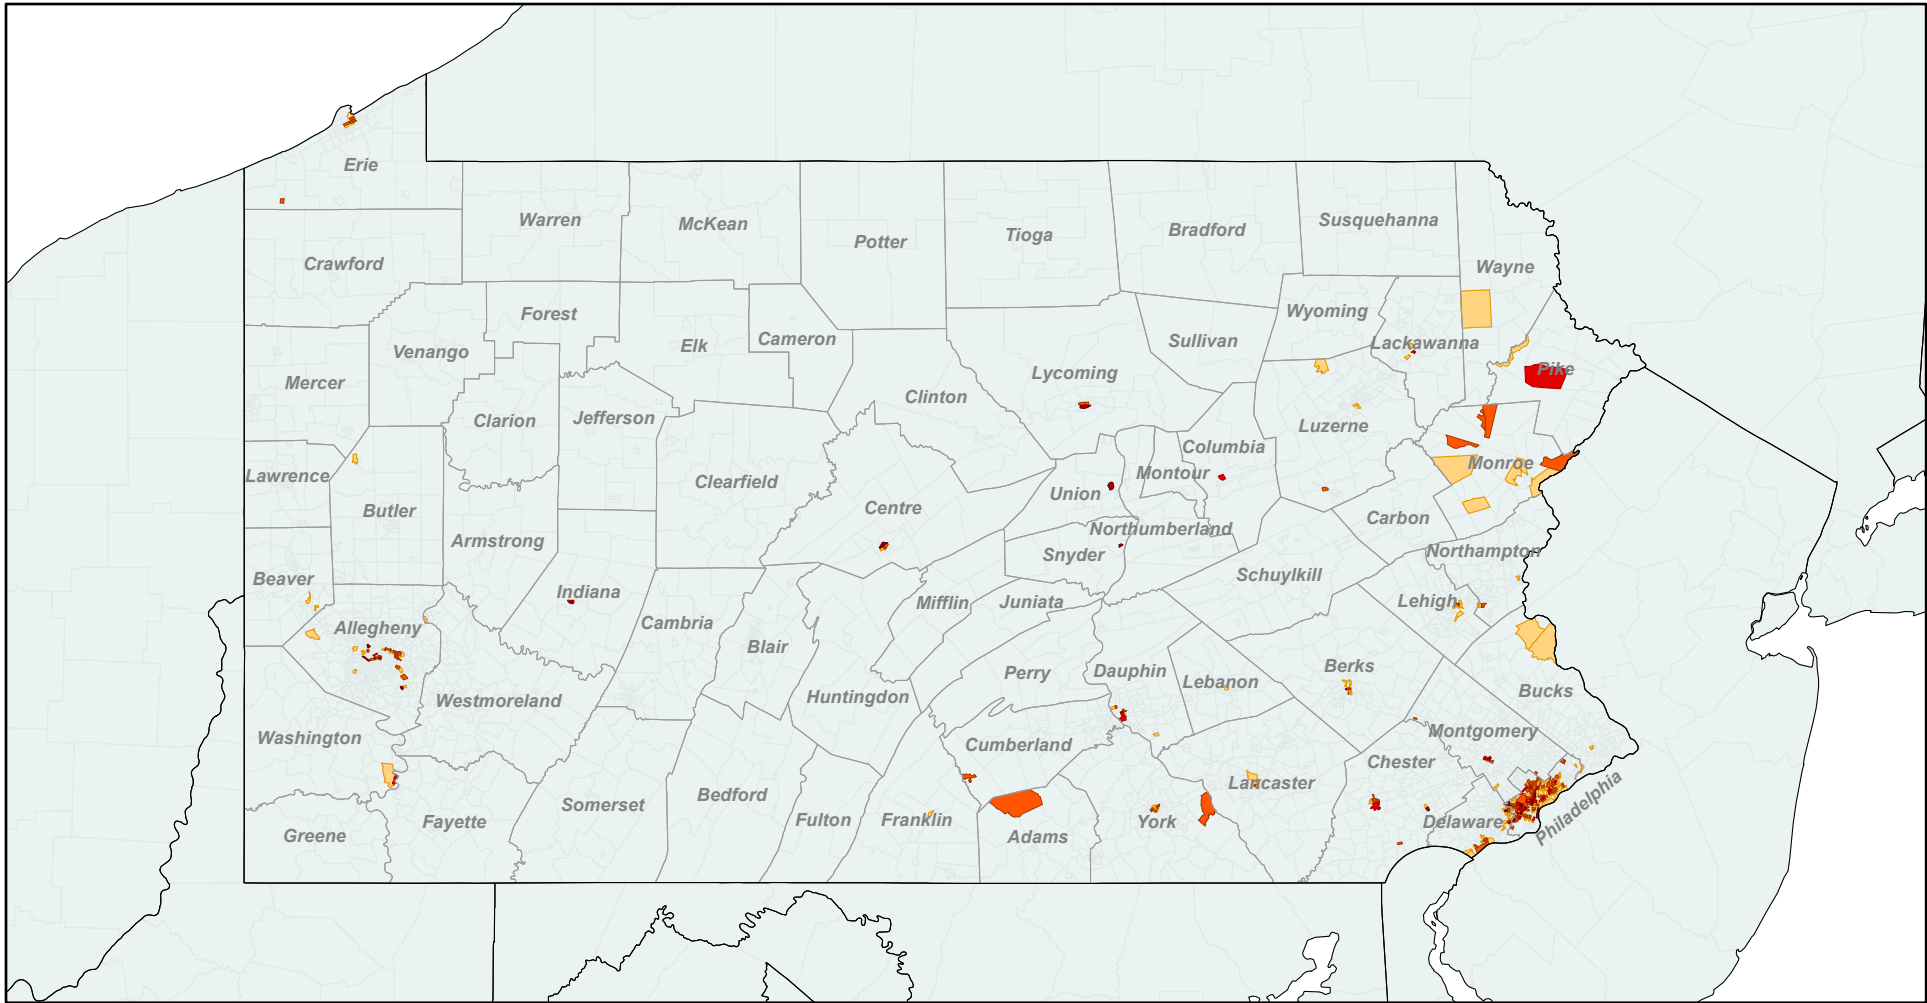 Erie
Warren
McKean
Potter
Tioga
Bradford
Susquehanna
Wayne
Crawford
Forest
Elk
Cameron
Wyoming
Lackawanna
Sullivan
Pike
Venango
Mercer
Lycoming
Clinton
Clarion
Jefferson
Luzerne
Columbia
Monroe
Lawrence
Montour
Clearfield
Union
Centre
Butler
Carbon
Northumberland
Armstrong
Snyder
Northampton
Beaver
Schuylkill
Indiana
Mifflin
Juniata
Lehigh
Cambria
Allegheny
Blair
Berks
Perry
Dauphin
Lebanon
Bucks
Huntingdon
Westmoreland
Washington
Montgomery
Cumberland
Chester
Lancaster
Bedford
Somerset
Philadelphia
Fulton
Franklin
York
Delaware
Fayette
Greene
Adams